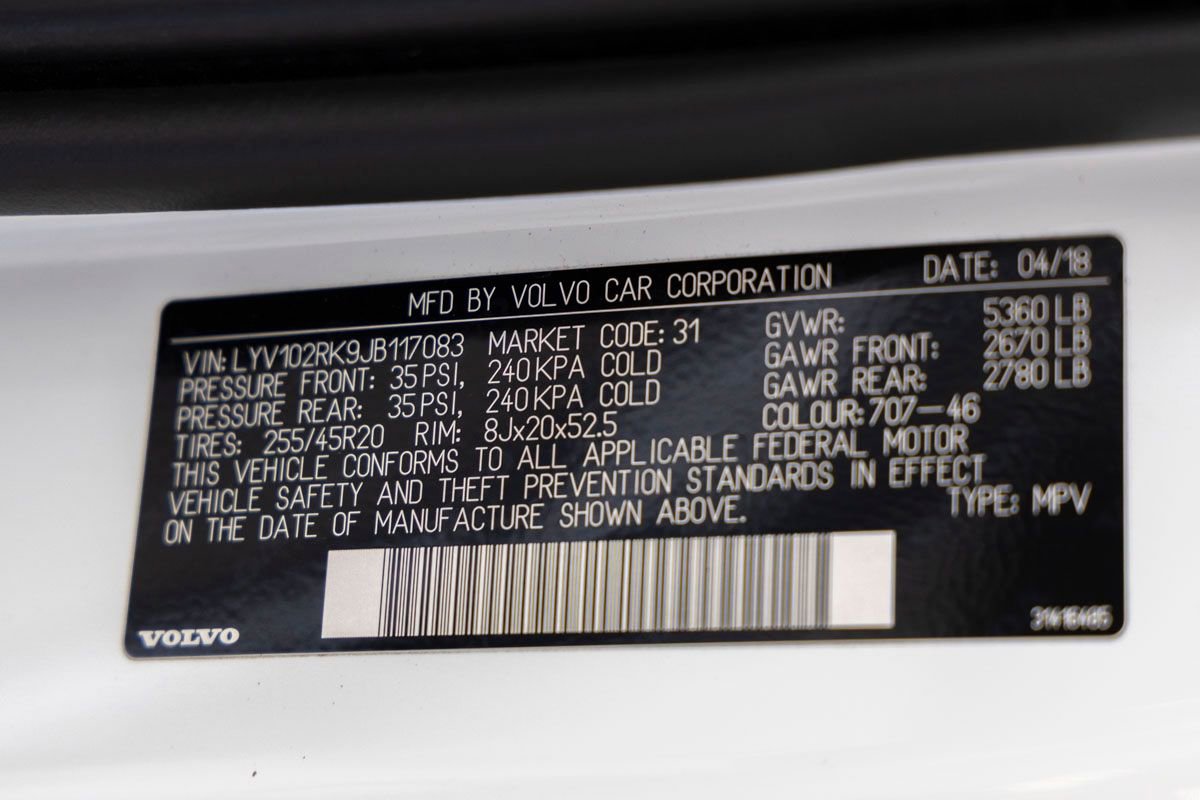 MFD BY VOLVO CAR CORPORATION DATE: 04/18
VIN: LYV102RK9JB117083 MARKET CODE: 31 GVWR: 5360 LB
PRESSURE FRONT: 35 PSI, 240 KPA COLD GAWR FRONT: 2670 LB
PRESSURE REAR: 35 PSI, 240 KPA COLD GAWR REAR: 2780 LB
TIRES: 255/45R20 RIM: 8Jx20x52.5 COLOUR: 707-46
THIS VEHICLE CONFORMS TO ALL APPLICABLE FEDERAL MOTOR
VEHICLE SAFETY AND THEFT PREVENTION STANDARDS IN EFFECT
ON THE DATE OF MANUFACTURE SHOWN ABOVE. TYPE: MPV
VOLVO